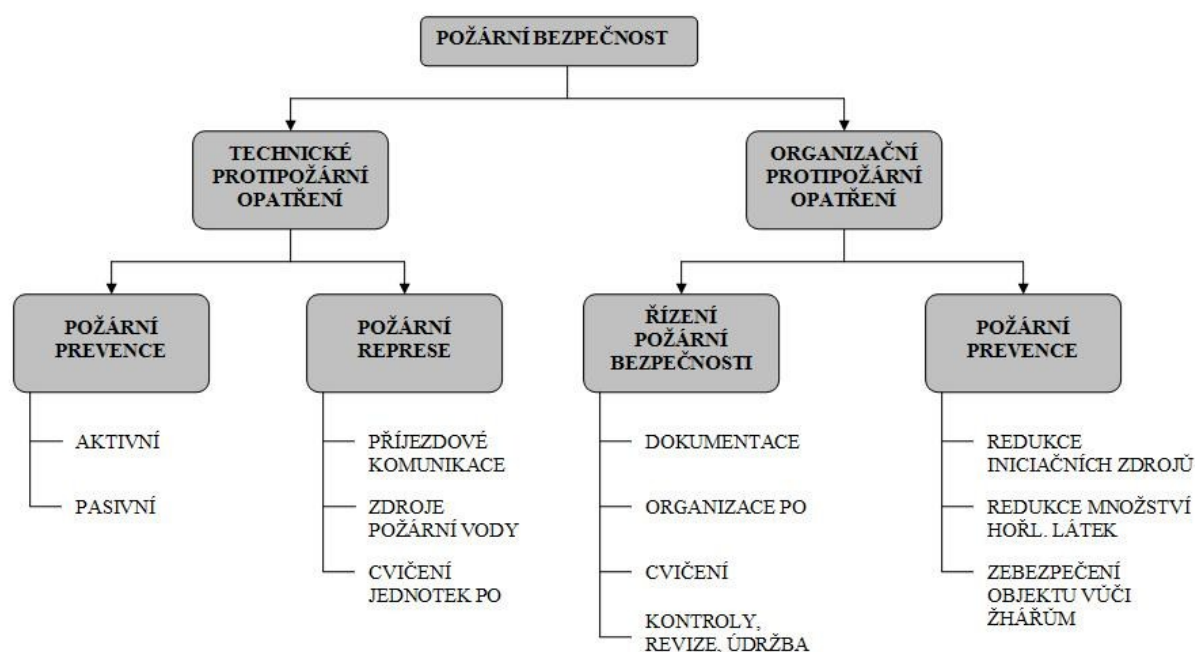 POŽÁRNÍ BEZPEČNOST
TECHNICKÉ
PROTIPOŽÁRNÍ
OPATŘENÍ
ORGANIZAČNÍ
PROTIPOŽÁRNÍ
OPATŘENÍ
POŽÁRNÍ
PREVENCE
POŽÁRNÍ
REPRESE
ŘÍZENÍ
POŽÁRNÍ
BEZPEČNOSTI
POŽÁRNÍ
PREVENCE
AKTIVNÍ
PASIVNÍ
PŘÍJEZDOVÉ
KOMUNIKACE
ZDROJE
POŽÁRNÍ VODY
CVIČENÍ
JEDNOTEK PO
DOKUMENTACE
ORGANIZACE PO
CVIČENÍ
KONTROLY,
REVIZE, ÚDRŽBA
REDUKCE
INICIAČNÍCH ZDROJŮ
REDUKCE MNOŽSTVÍ
HOŘL. LÁTEK
ZEBEZPEČENÍ
OBJEKTU VŮČI
ŽHÁŘŮM